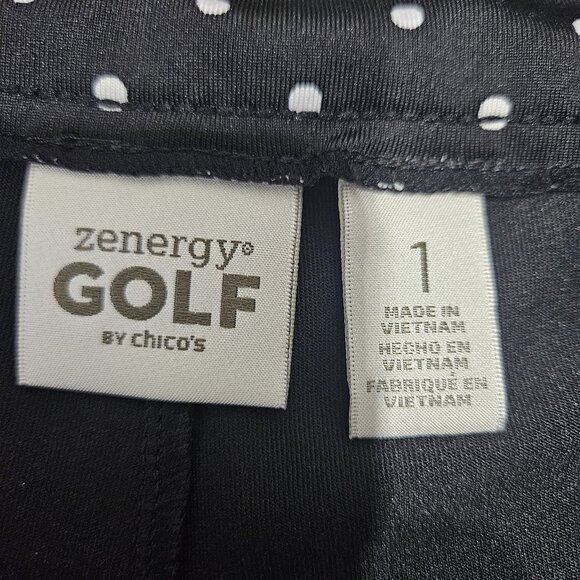 zenergy®
GOLF
BY CHICO'S
1
MADE IN
VIETNAM
HECHO EN
VIETNAM
FABRIQUÉ EN
VIETNAM